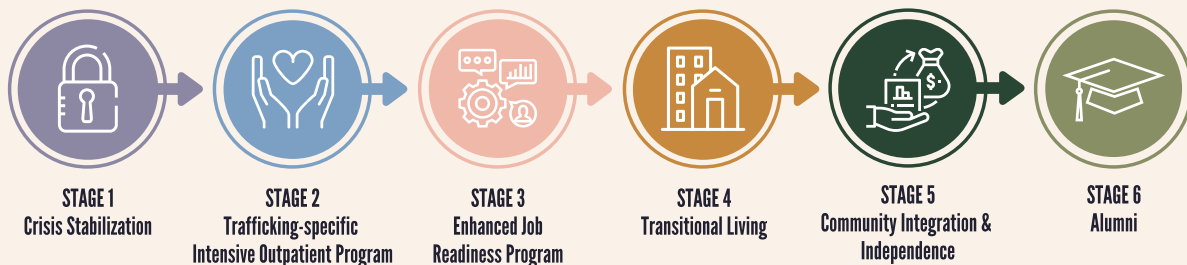 $
STAGE 1
Crisis Stabilization
STAGE 2
Trafficking-specific
Intensive Outpatient Program
STAGE 3
Enhanced Job
Readiness Program
STAGE 4
Transitional Living
STAGE 5
Community Integration &
Independence
STAGE 6
Alumni